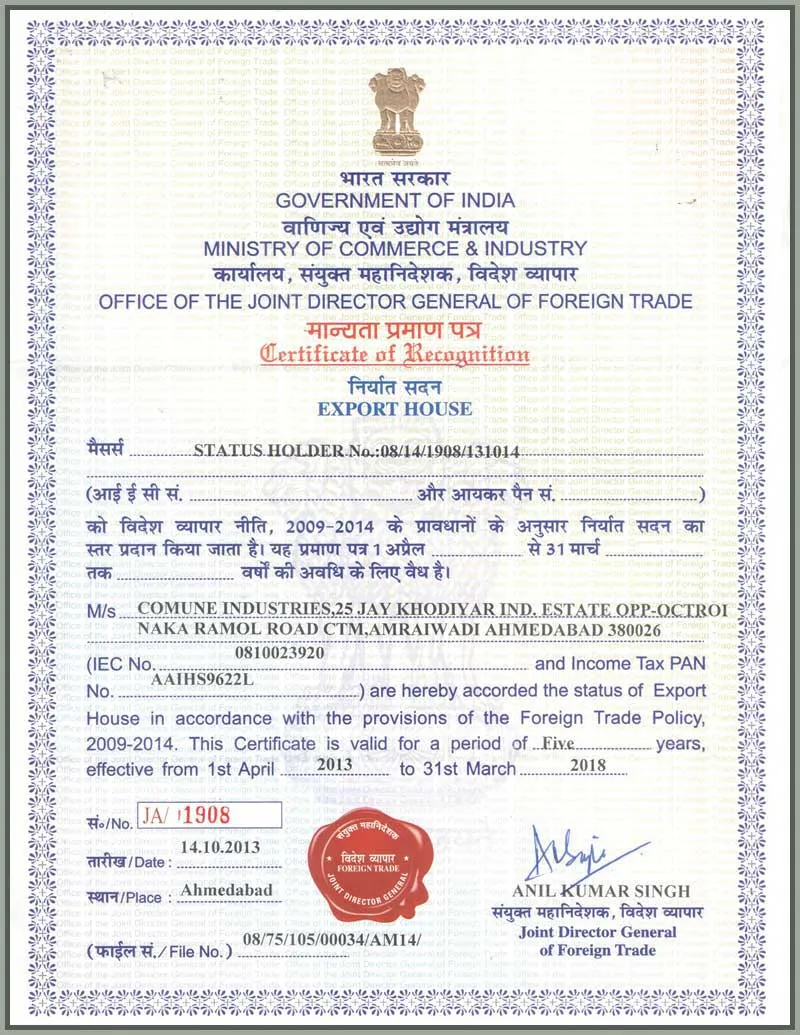 सत्यमेव जयते
भारत सरकार
GOVERNMENT OF INDIA
वाणिज्य एवं उद्योग मंत्रालय
MINISTRY OF COMMERCE & INDUSTRY
कार्यालय, संयुक्त महानिदेशक, विदेश व्यापार
OFFICE OF THE JOINT DIRECTOR GENERAL OF FOREIGN TRADE
मान्यता प्रमाण पत्र
Certificate of Recognition
निर्यात सदन
EXPORT HOUSE
मैसर्स STATUS HOLDER No.:08/14/1908/131014
(आई ई सी सं. और आयकर पैन सं. )
को विदेश व्यापार नीति, 2009-2014 के प्रावधानों के अनुसार निर्यात सदन का
स्तर प्रदान किया जाता है। यह प्रमाण पत्र 1 अप्रैल से 31 मार्च
तक वर्षों की अवधि के लिए वैध है।
M/s COMUNE INDUSTRIES,25 JAY KHODIYAR IND. ESTATE OPP-OCTROI
NAKA RAMOL ROAD CTM,AMRAIWADI AHMEDABAD 380026
(IEC No. 0810023920 and Income Tax PAN
No. AAIHS9622L ) are hereby accorded the status of Export
House in accordance with the provisions of the Foreign Trade Policy,
2009-2014. This Certificate is valid for a period of Five years,
effective from 1st April 2013 to 31st March 2018
सं॰/No. JA/ 1908
तारीख/Date : 14.10.2013
स्थान/Place : Ahmedabad
(फाईल सं./File No.) 08/75/105/00034/AM14/
संयुक्त महानिदेशक
विदेश व्यापार
FOREIGN TRADE
JOINT DIRECTOR GENERAL
ANIL KUMAR SINGH
संयुक्त महानिदेशक, विदेश व्यापार
Joint Director General
of Foreign Trade